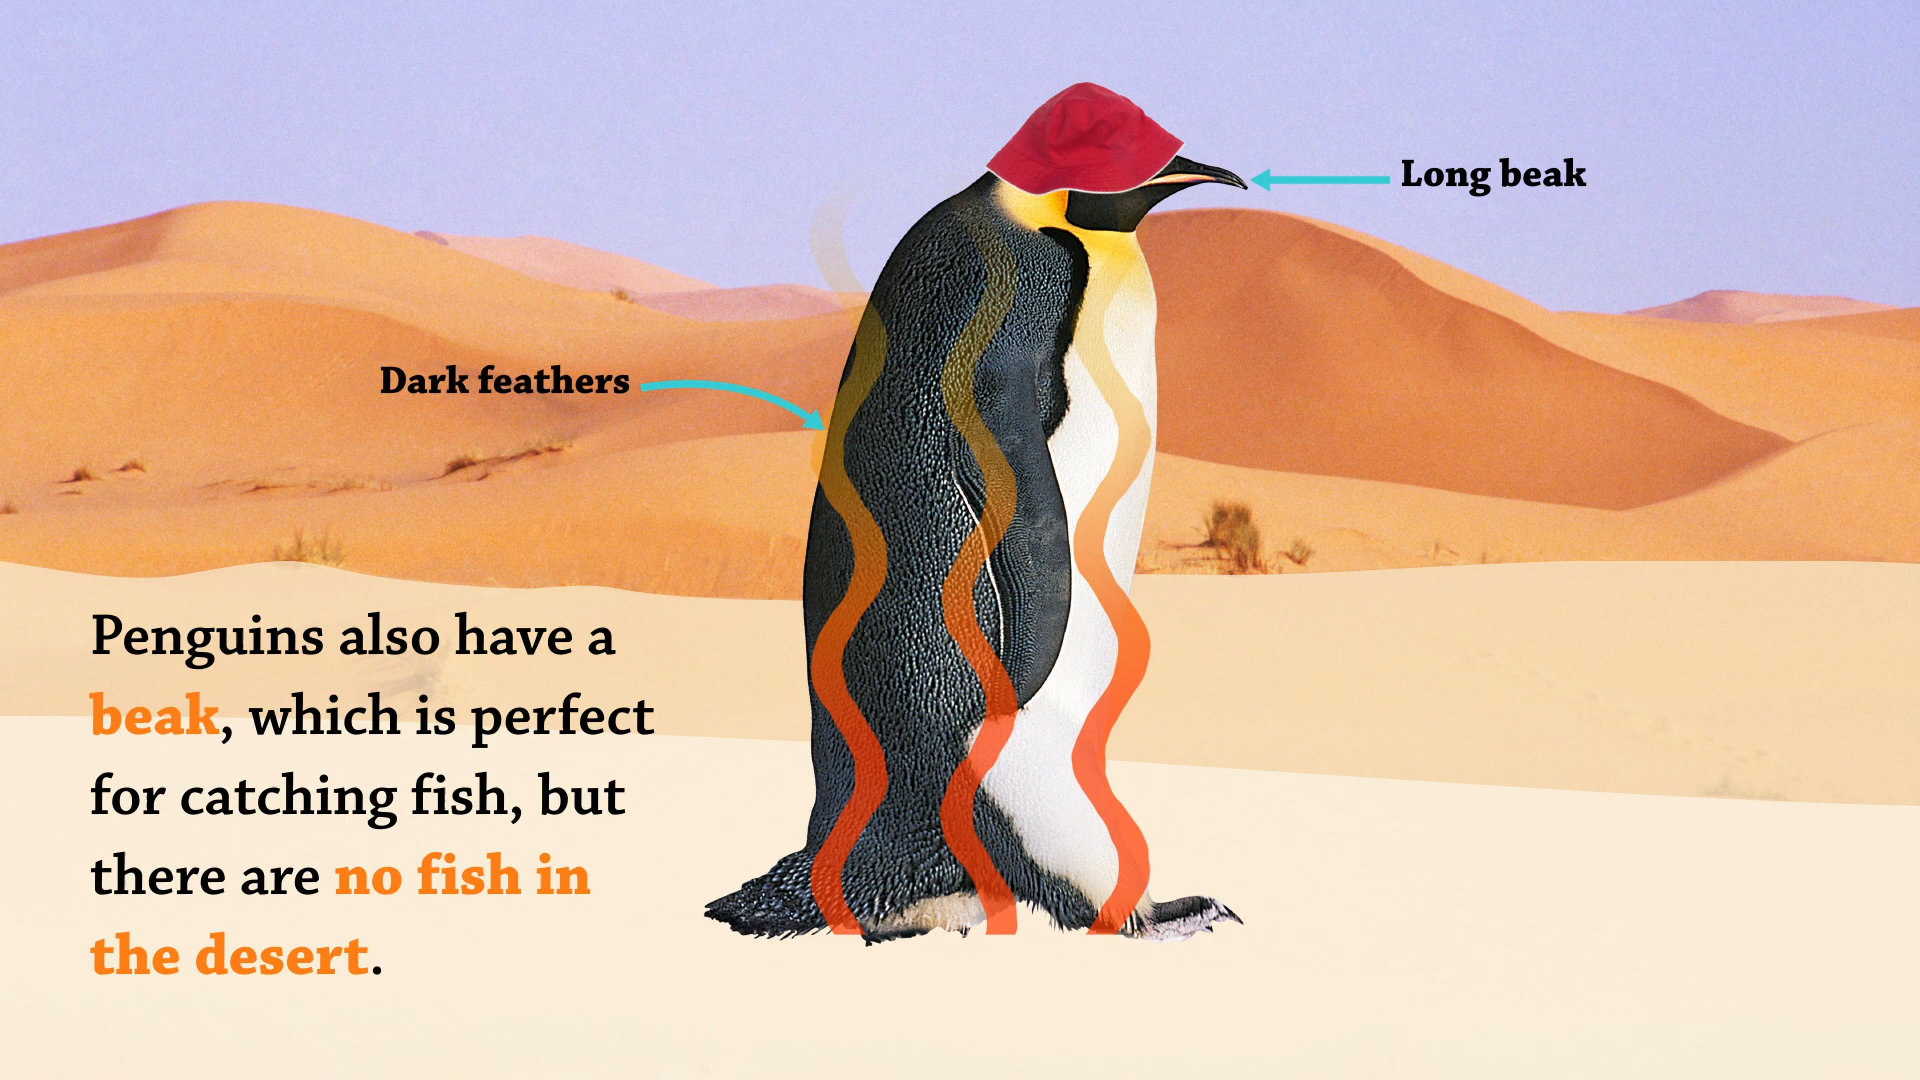 Long beak
Dark feathers
Penguins also have a
beak, which is perfect
for catching fish, but
there are no fish in
the desert.